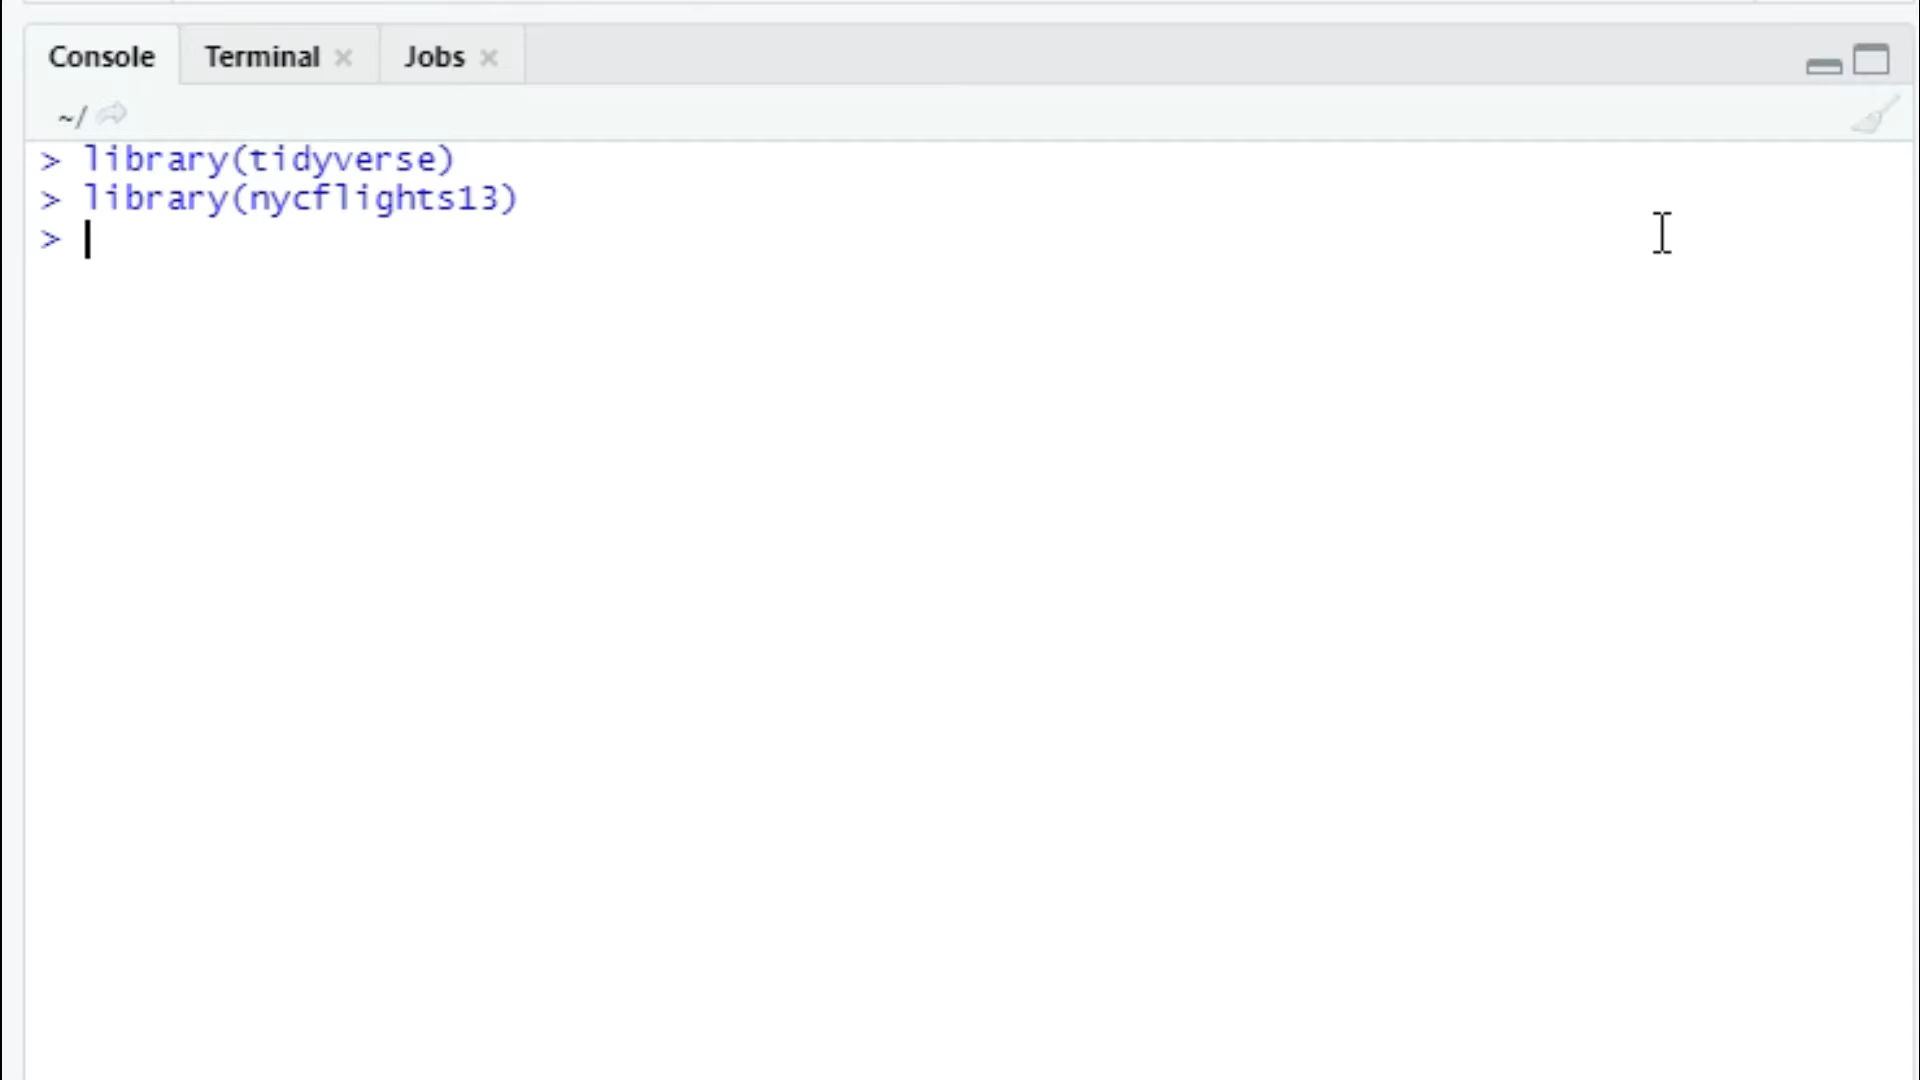 Console Terminal Jobs
~/
> library(tidyverse)
> library(nycflights13)
>